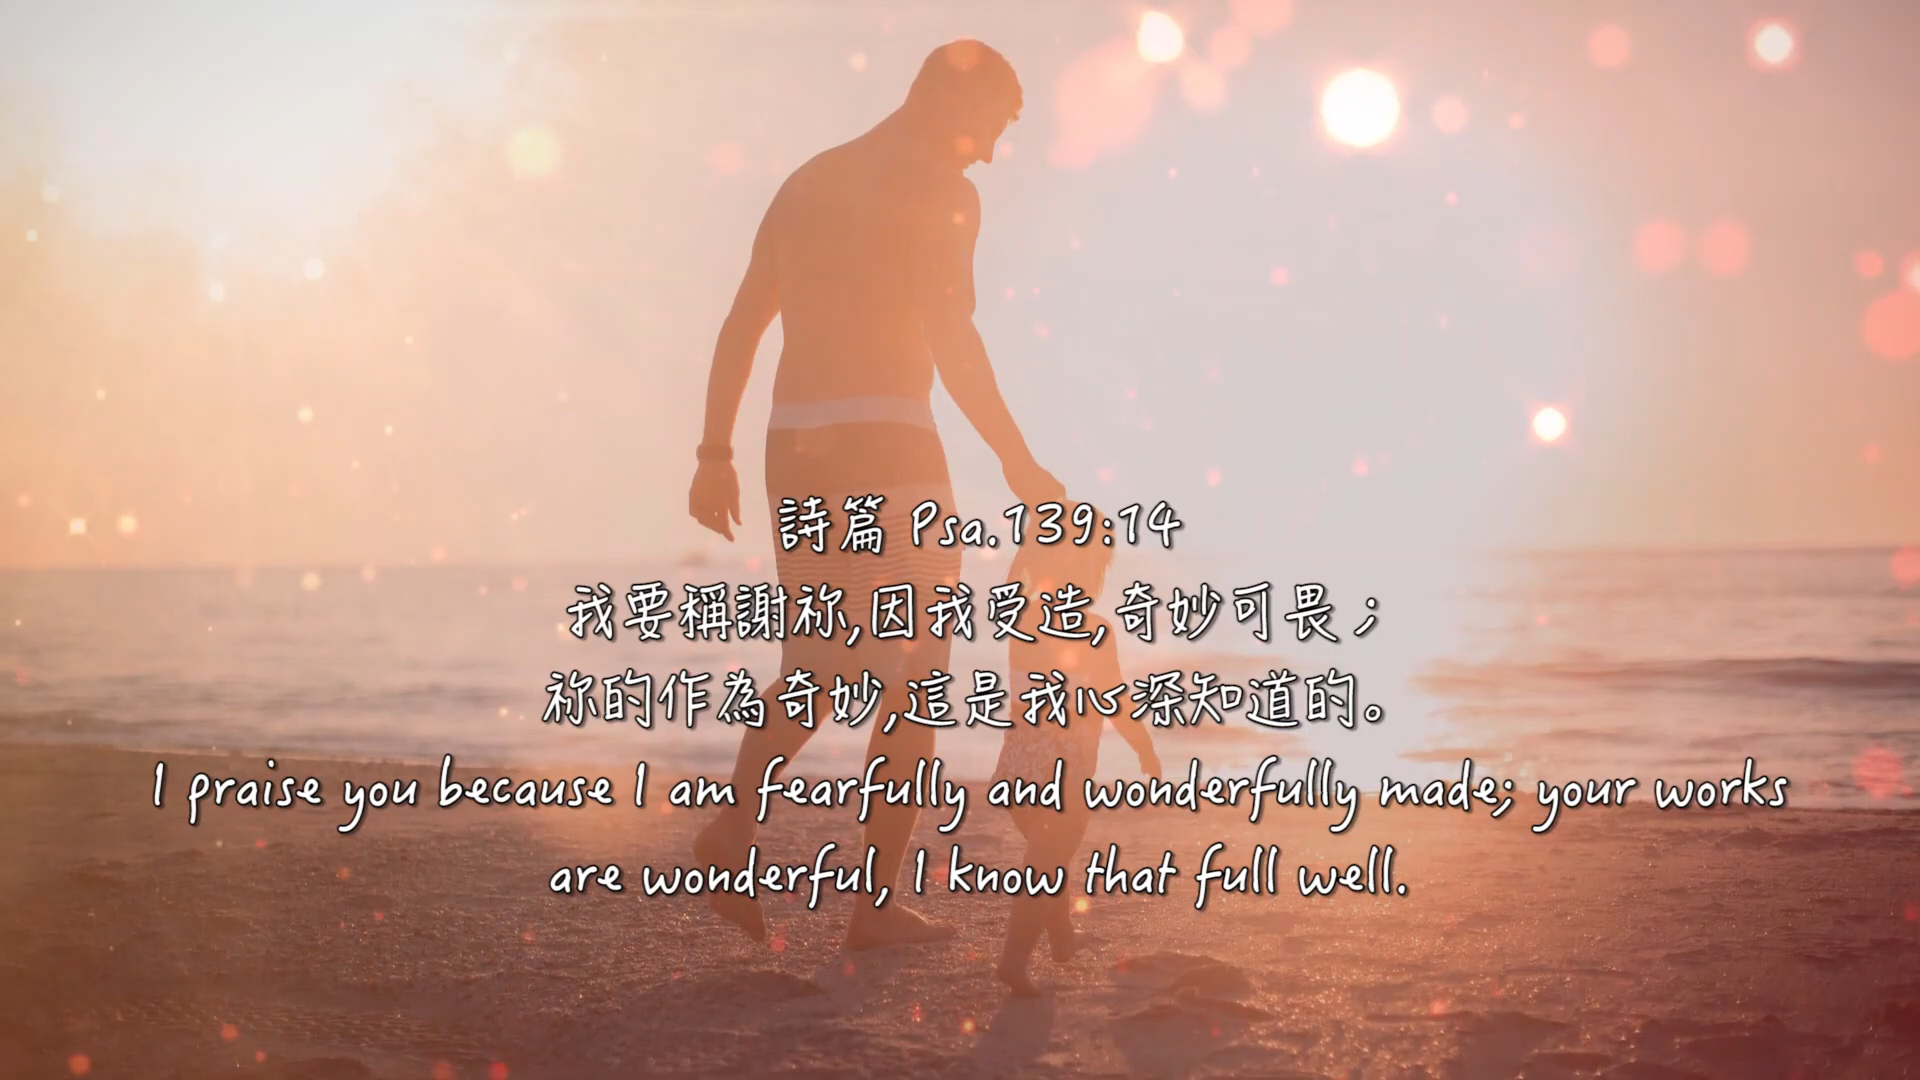 詩篇 Psa.139:14
我要稱謝祢,因我受造,奇妙可畏；
祢的作為奇妙,這是我心深知道的。
I praise you because I am fearfully and wonderfully made; your works
are wonderful, I know that full well.